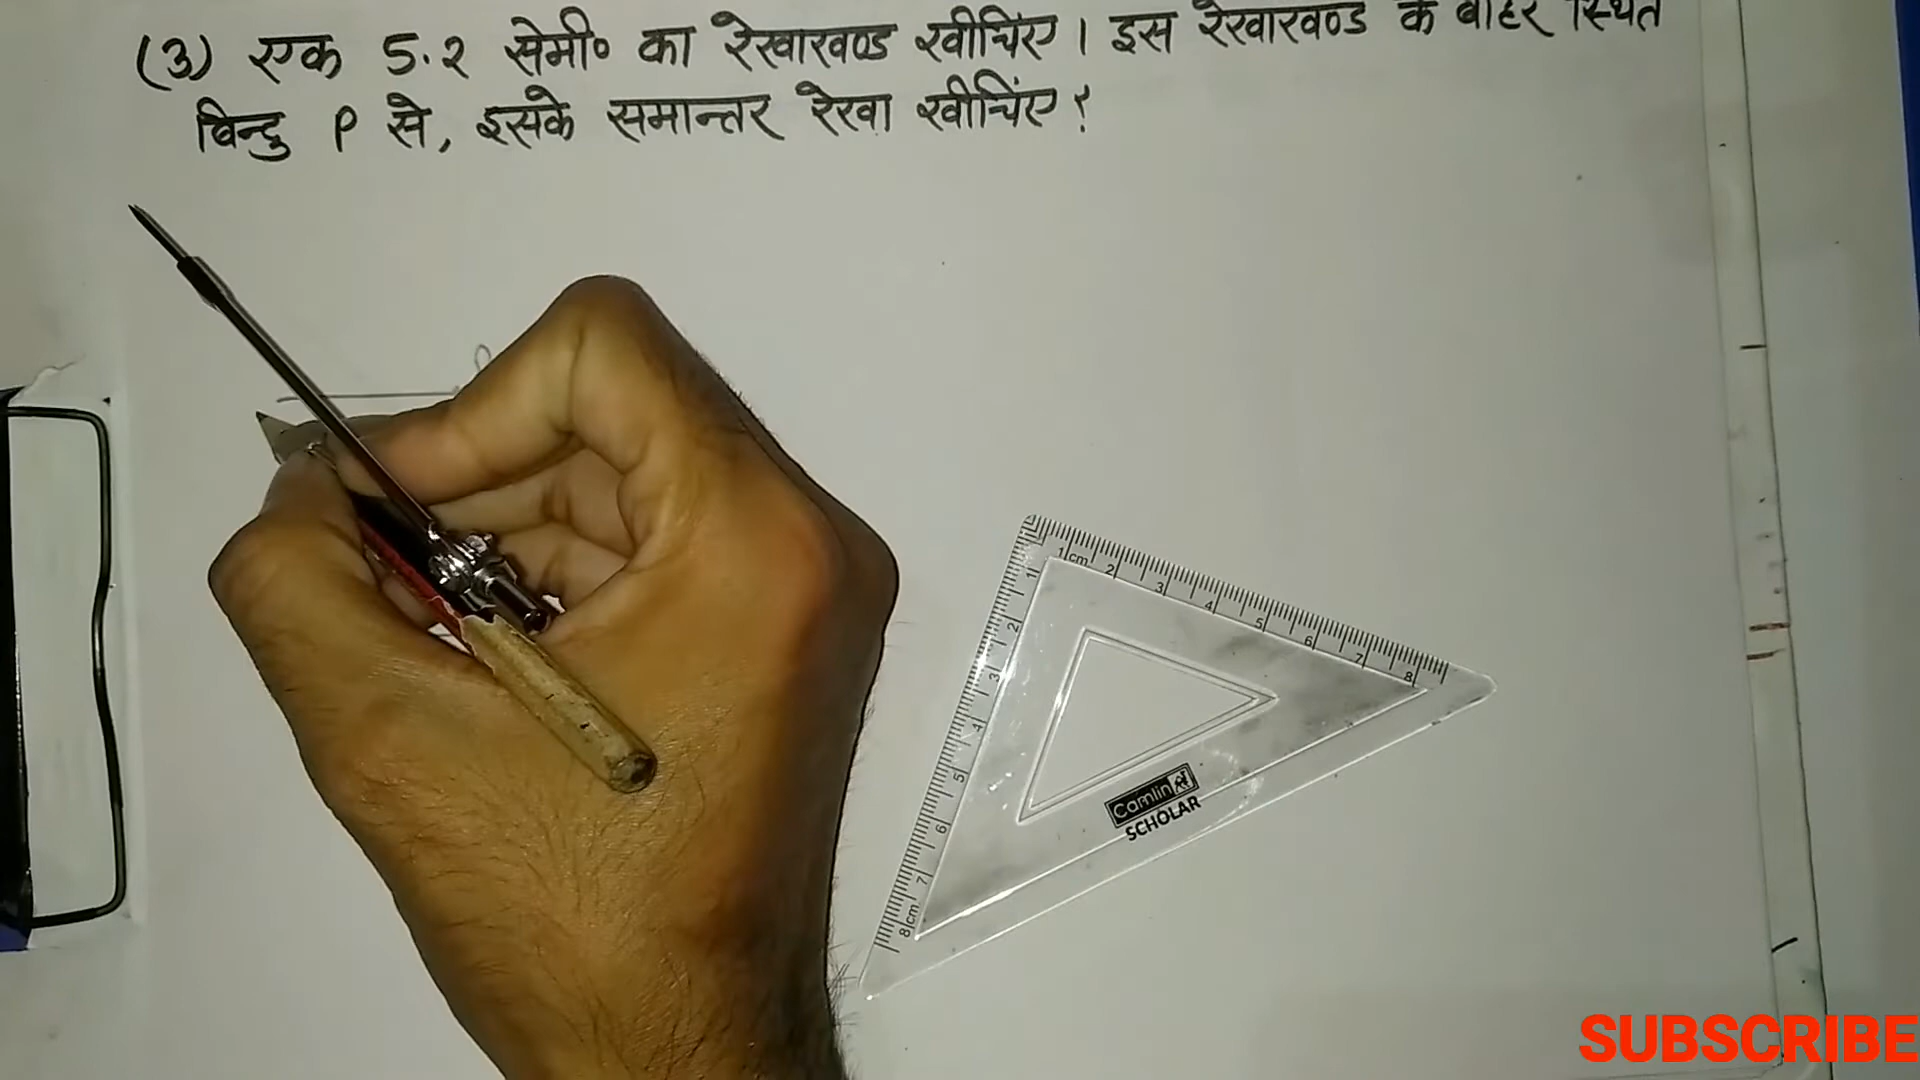 (3) एक 5.2 सेमी० का रेखाखण्ड खीचिंए। इस रेखाखण्ड के बाहर स्थित
बिन्दु P से, इसके समान्तर रेखा खीचिंए?
1cm 2 3 4 5 6 7 8
1 2 3 4 5 6 7 8cm
Camlin
SCHOLAR
SUBSCRIBE